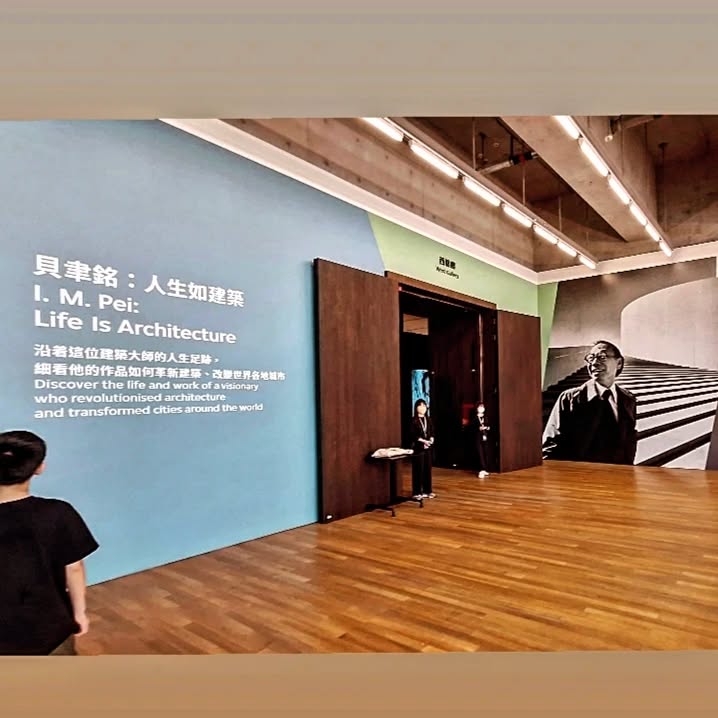 貝聿銘：人生如建築
I. M. Pei:
Life Is Architecture
沿著這位建築大師的人生足跡，
細看他的作品如何革新建築、改變世界各地城市
Discover the life and work of a visionary
who revolutionised architecture
and transformed cities around the world
西展廳
West Gallery